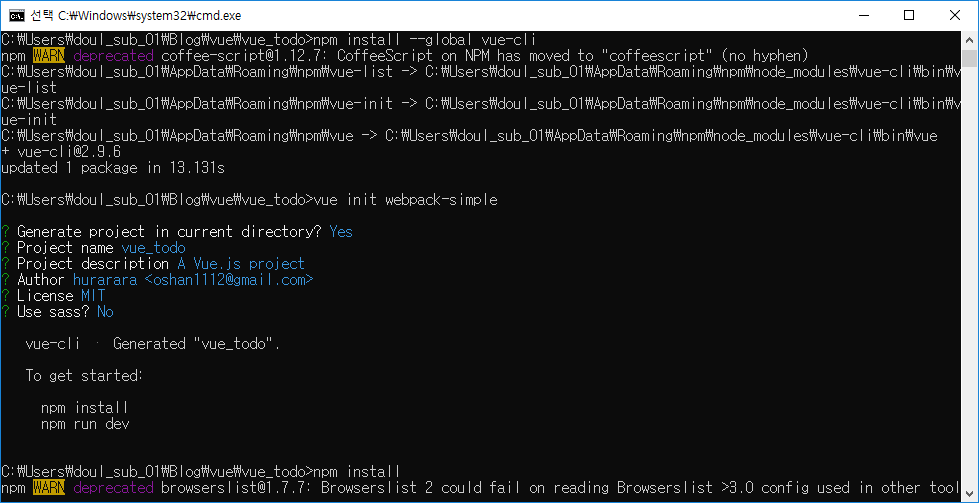 선택 C:₩Windows₩system32₩cmd.exe
C:₩Users₩doul_sub_01₩Blog₩vue₩vue_todo>npm install --global vue-cli
npm WARN deprecated coffee-script@1.12.7: CoffeeScript on NPM has moved to "coffeescript" (no hyphen)
C:₩Users₩doul_sub_01₩AppData₩Roaming₩npm₩vue-list -> C:₩Users₩doul_sub_01₩AppData₩Roaming₩npm₩node_modules₩vue-cli₩bin₩v
ue-list
C:₩Users₩doul_sub_01₩AppData₩Roaming₩npm₩vue-init -> C:₩Users₩doul_sub_01₩AppData₩Roaming₩npm₩node_modules₩vue-cli₩bin₩v
ue-init
C:₩Users₩doul_sub_01₩AppData₩Roaming₩npm₩vue -> C:₩Users₩doul_sub_01₩AppData₩Roaming₩npm₩node_modules₩vue-cli₩bin₩vue
+ vue-cli@2.9.6
updated 1 package in 13.131s
C:₩Users₩doul_sub_01₩Blog₩vue₩vue_todo>vue init webpack-simple
? Generate project in current directory? Yes
? Project name vue_todo
? Project description A Vue.js project
? Author hurarara <oshan1112@gmail.com>
? License MIT
? Use sass? No
vue-cli · Generated "vue_todo".
To get started:
npm install
npm run dev
C:₩Users₩doul_sub_01₩Blog₩vue₩vue_todo>npm install
npm WARN deprecated browserslist@1.7.7: Browserslist 2 could fail on reading Browserslist >3.0 config used in other tool